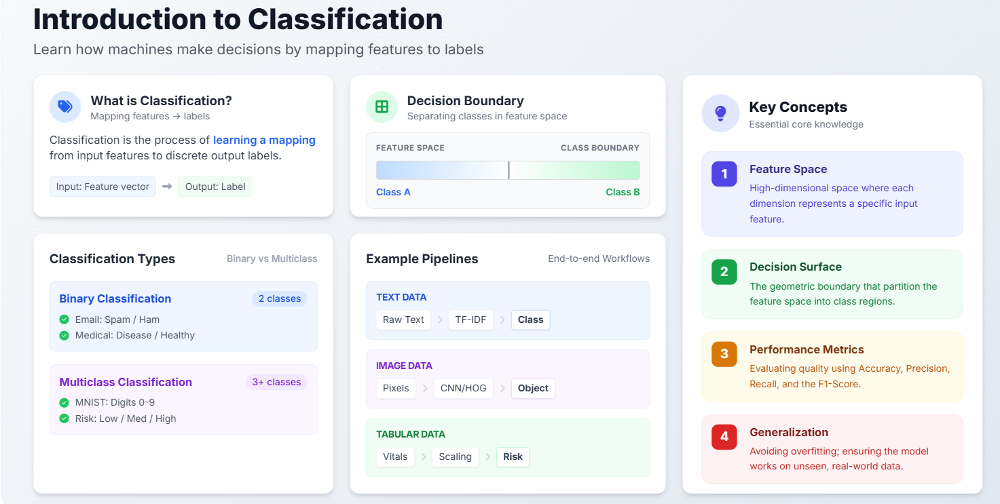 Introduction to Classification
Learn how machines make decisions by mapping features to labels
What is Classification?
Mapping features → labels
Classification is the process of learning a mapping
from input features to discrete output labels.
Input: Feature vector → Output: Label
Decision Boundary
Separating classes in feature space
FEATURE SPACE CLASS BOUNDARY
Class A Class B
Classification Types Binary vs Multiclass
Binary Classification 2 classes
Email: Spam / Ham
Medical: Disease / Healthy
Multiclass Classification 3+ classes
MNIST: Digits 0-9
Risk: Low / Med / High
Example Pipelines End-to-end Workflows
TEXT DATA
Raw Text > TF-IDF > Class
IMAGE DATA
Pixels > CNN/HOG > Object
TABULAR DATA
Vitals > Scaling > Risk
Key Concepts
Essential core knowledge
1 Feature Space
High-dimensional space where each
dimension represents a specific input
feature.
2 Decision Surface
The geometric boundary that partition the
feature space into class regions.
3 Performance Metrics
Evaluating quality using Accuracy, Precision,
Recall, and the F1-Score.
4 Generalization
Avoiding overfitting; ensuring the model
works on unseen, real-world data.